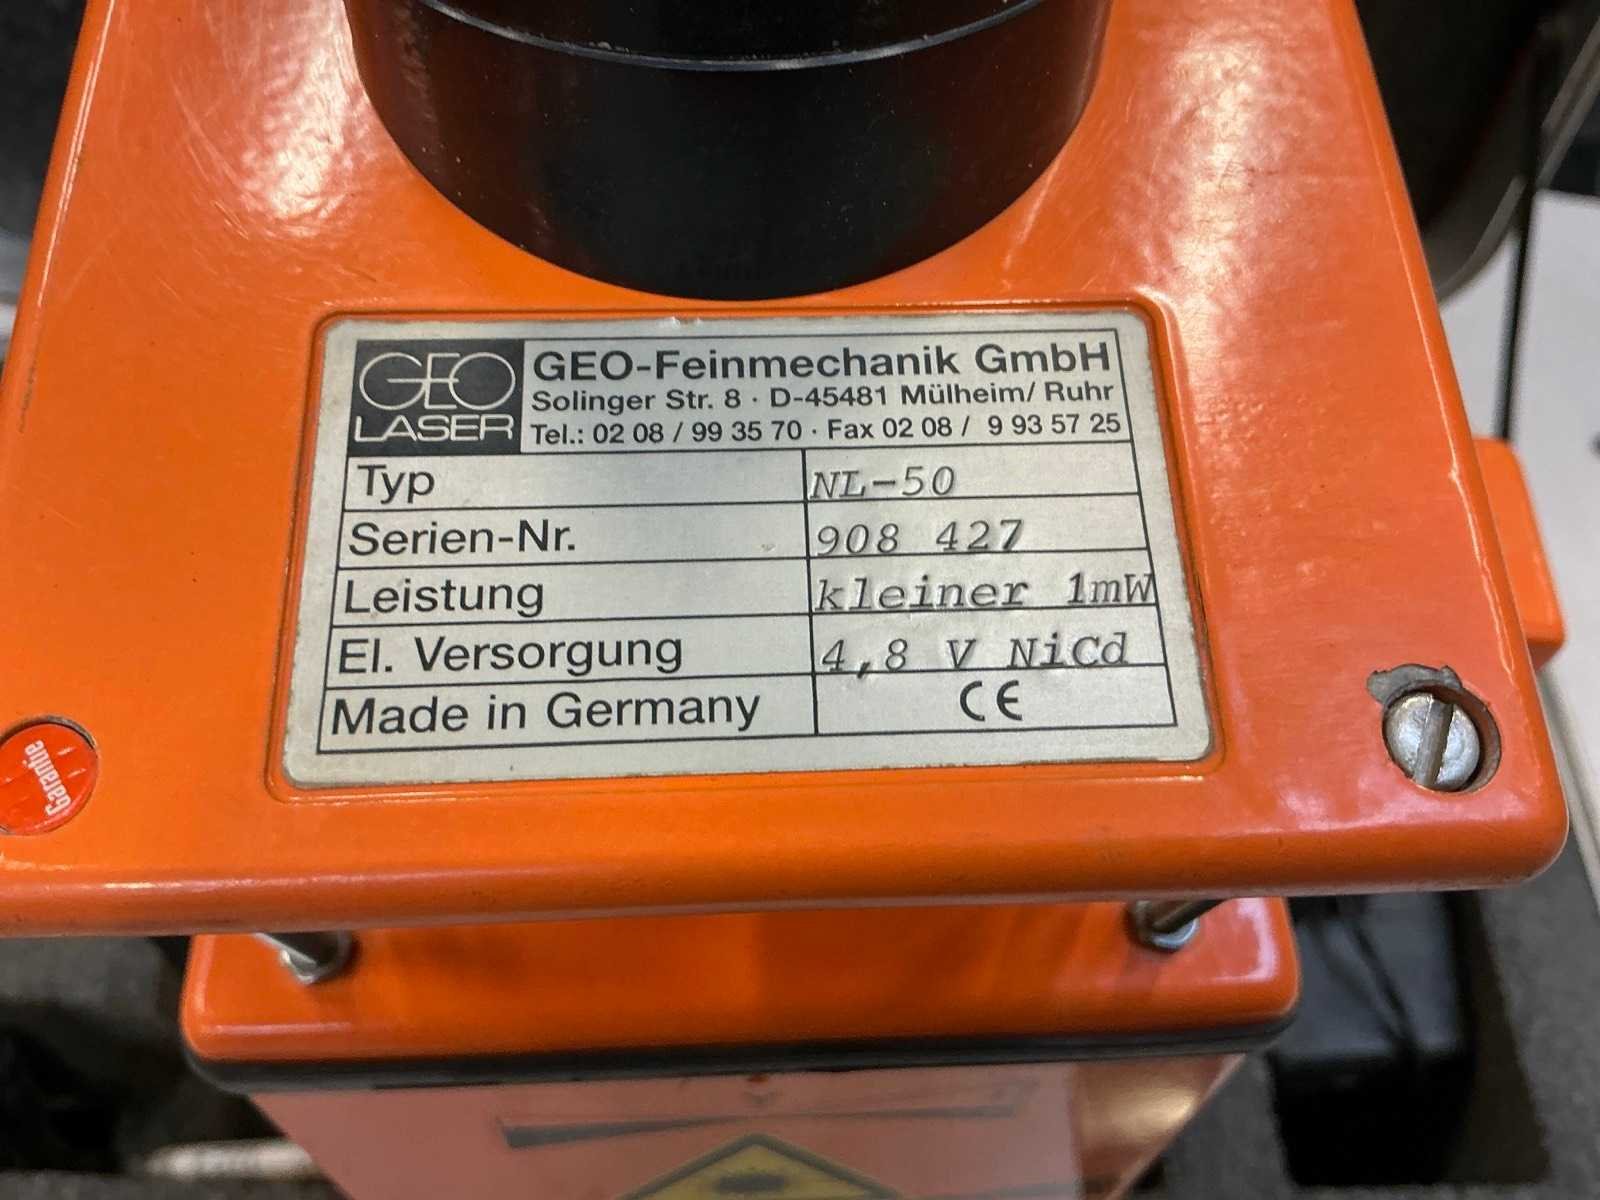 GEO
LASER
GEO-Feinmechanik GmbH
Solinger Str. 8 · D-45481 Mülheim/ Ruhr
Tel.: 02 08 / 99 35 70 · Fax 02 08 / 9 93 57 25
Typ NL-50
Serien-Nr. 908 427
Leistung kleiner 1mW
El. Versorgung 4,8 V NiCd
Made in Germany CE
Garantie